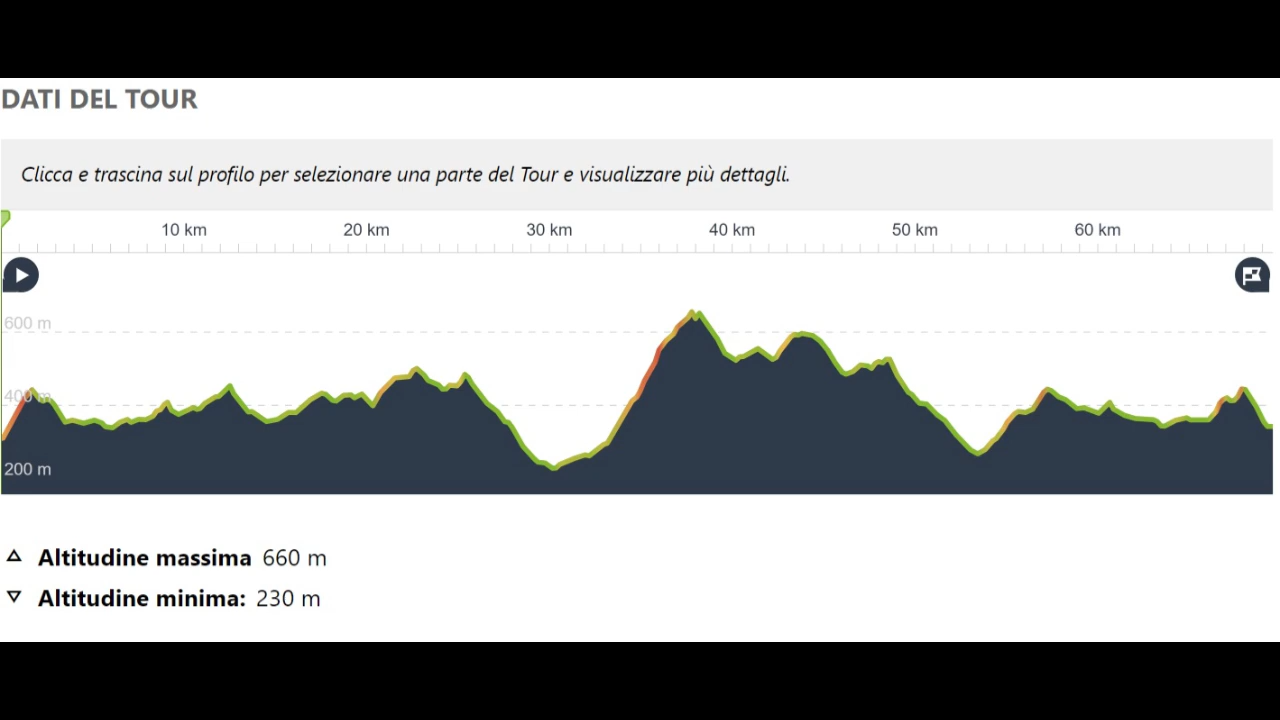 DATI DEL TOUR
Clicca e trascina sul profilo per selezionare una parte del Tour e visualizzare più dettagli.
10 km 20 km 30 km 40 km 50 km 60 km
600 m
400 m
200 m
Altitudine massima 660 m
Altitudine minima: 230 m